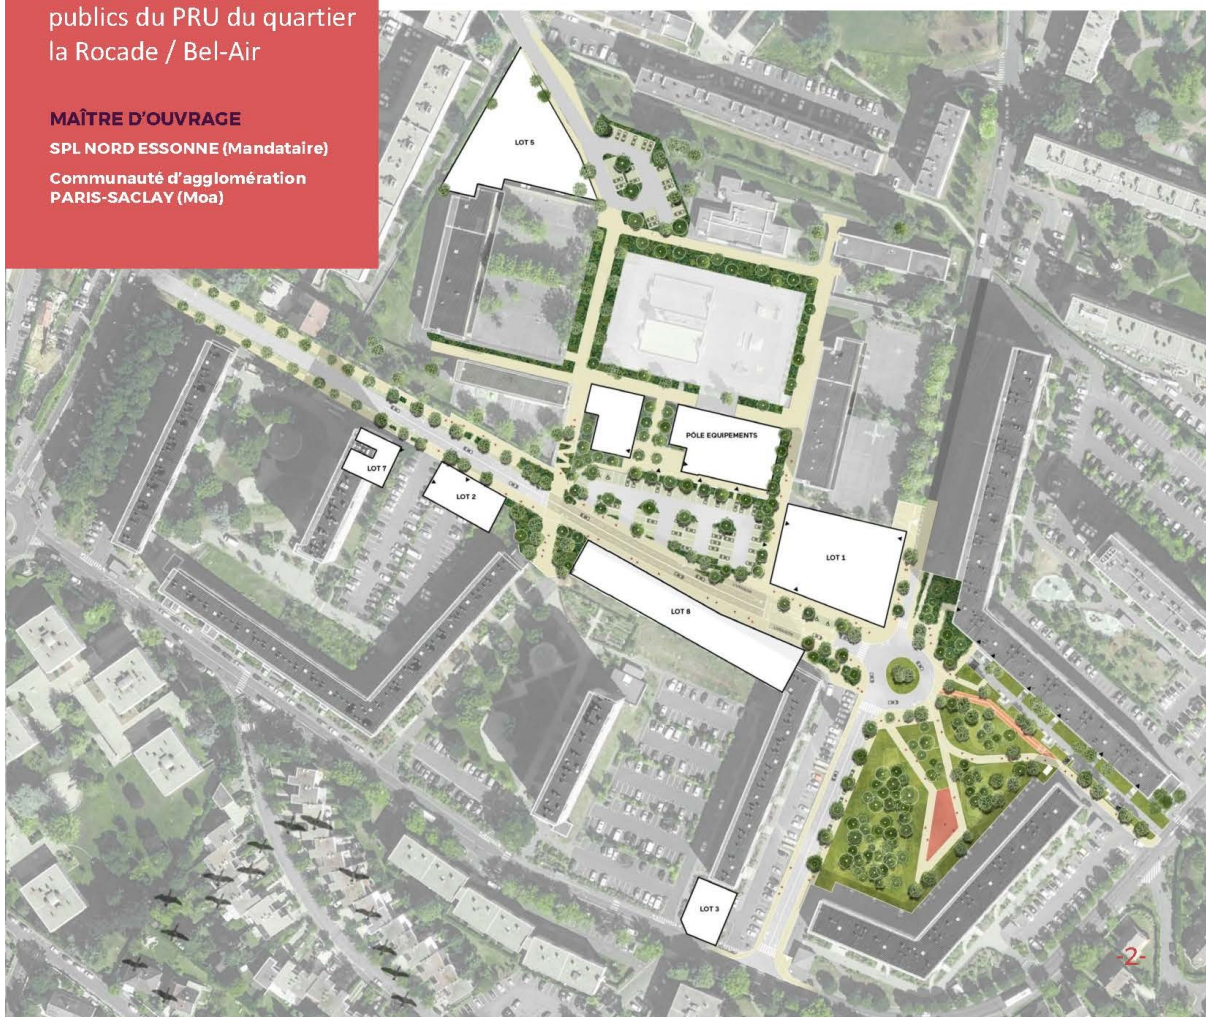 publics du PRU du quartier
la Rocade / Bel-Air
MAÎTRE D'OUVRAGE
SPL NORD ESSONNE (Mandataire)
Communauté d'agglomération
PARIS-SACLAY (Moa)
LOT 5
PÔLE EQUIPEMENTS
LOT 7
LOT 2
LOT 1
LOT 8
LOT 3
-2-